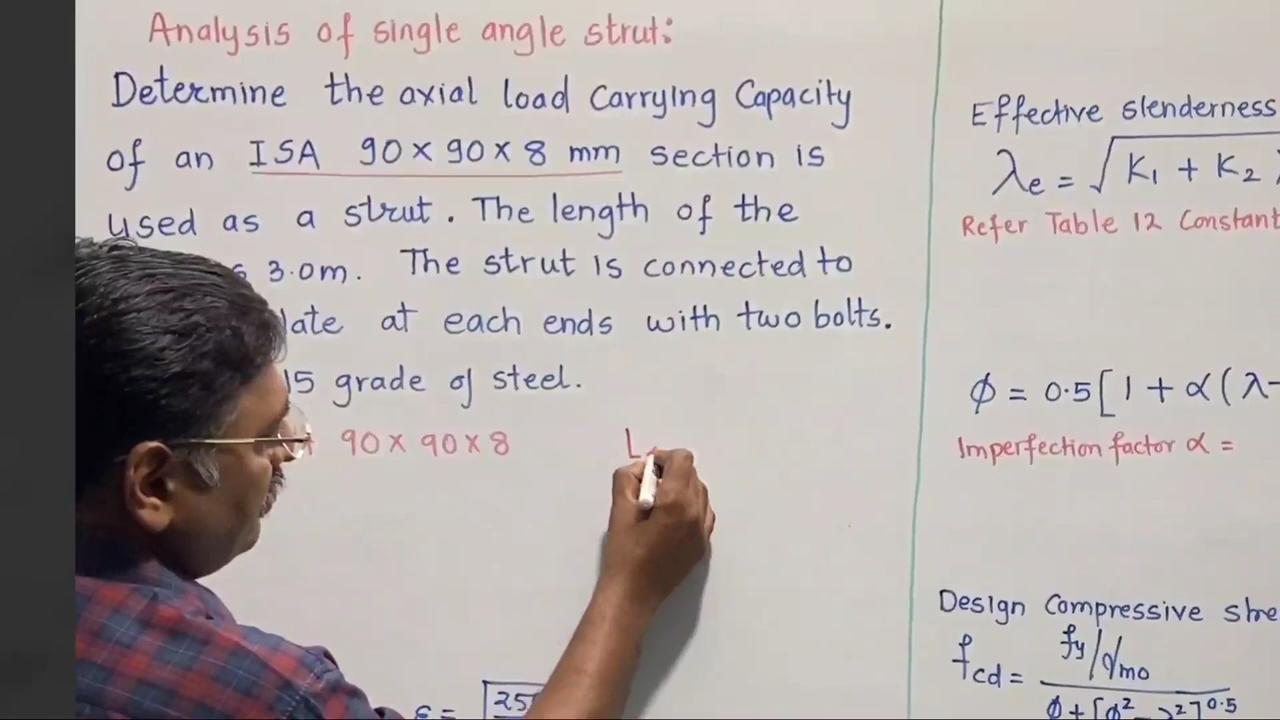 Analysis of single angle strut:
Determine the axial load Carrying Capacity
of an ISA 90 × 90 × 8 mm section is
used as a strut. The length of the
3.0m. The strut is connected to
late at each ends with two bolts.
15 grade of steel.
90 × 90 × 8 L
ε = 25
Effective slenderness
λe = √ K1 + K2
Refer Table 12 Constant
φ = 0.5 [ 1 + α ( λ -
Imperfection factor α =
Design Compressive stre
fcd = fy/γmo
φ + [ φ² - λ² ]^0.5